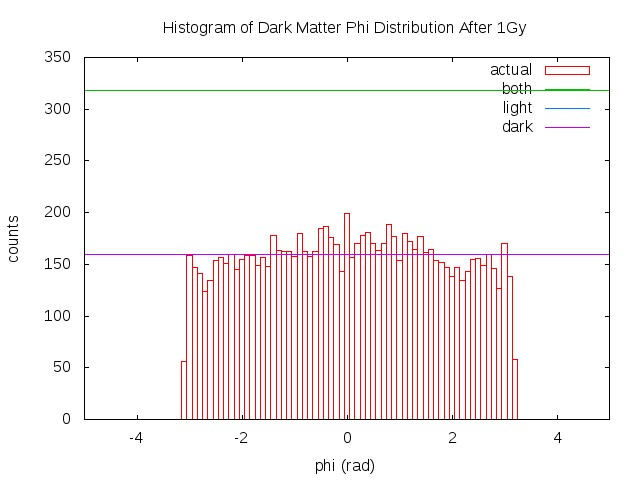 Histogram of Dark Matter Phi Distribution After 1Gy
350
300
250
200
150
100
50
0
counts
actual
both
light
dark
-4
-2
0
2
4
phi (rad)